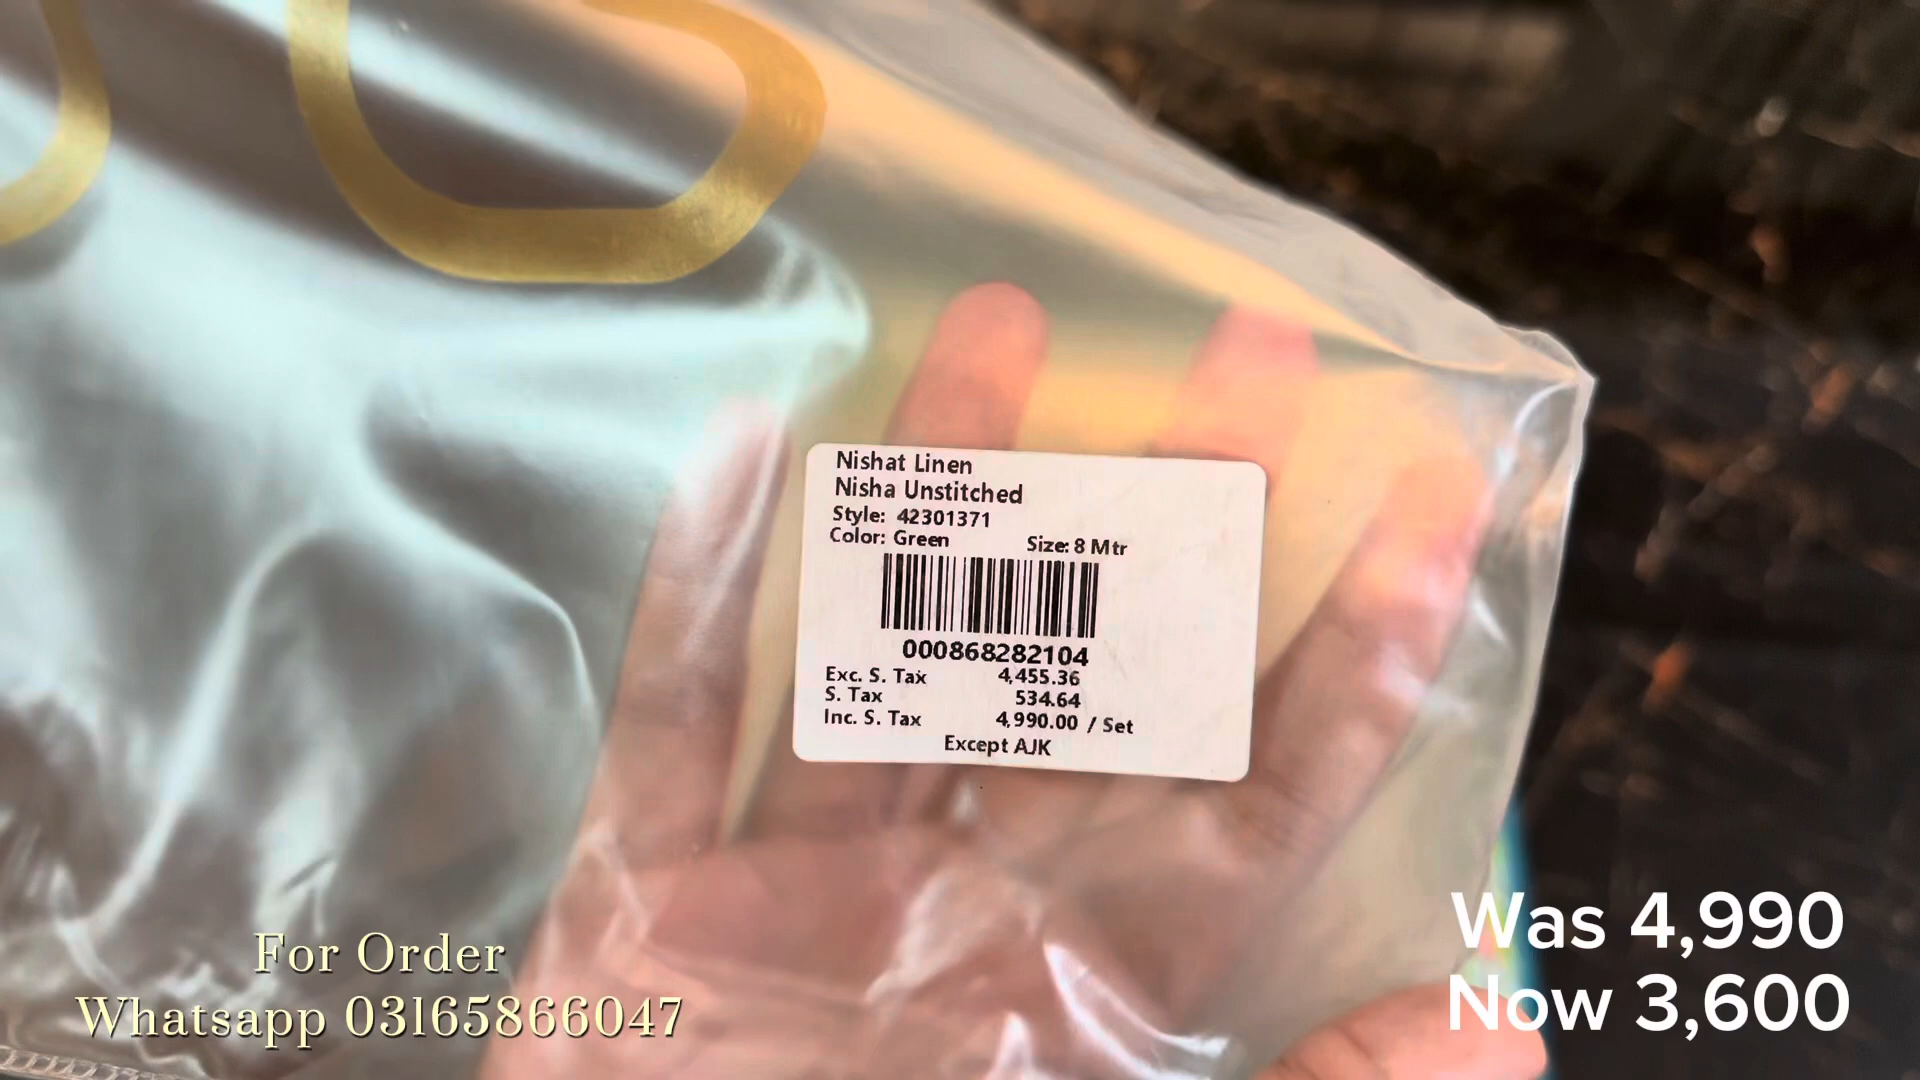 Nishat Linen
Nisha Unstitched
Style: 42301371
Color: Green Size: 8 Mtr
000868282104
Exc. S. Tax 4,455.36
S. Tax 534.64
Inc. S. Tax 4,990.00 / Set
Except AJK
For Order
Whatsapp 03165866047
Was 4,990
Now 3,600